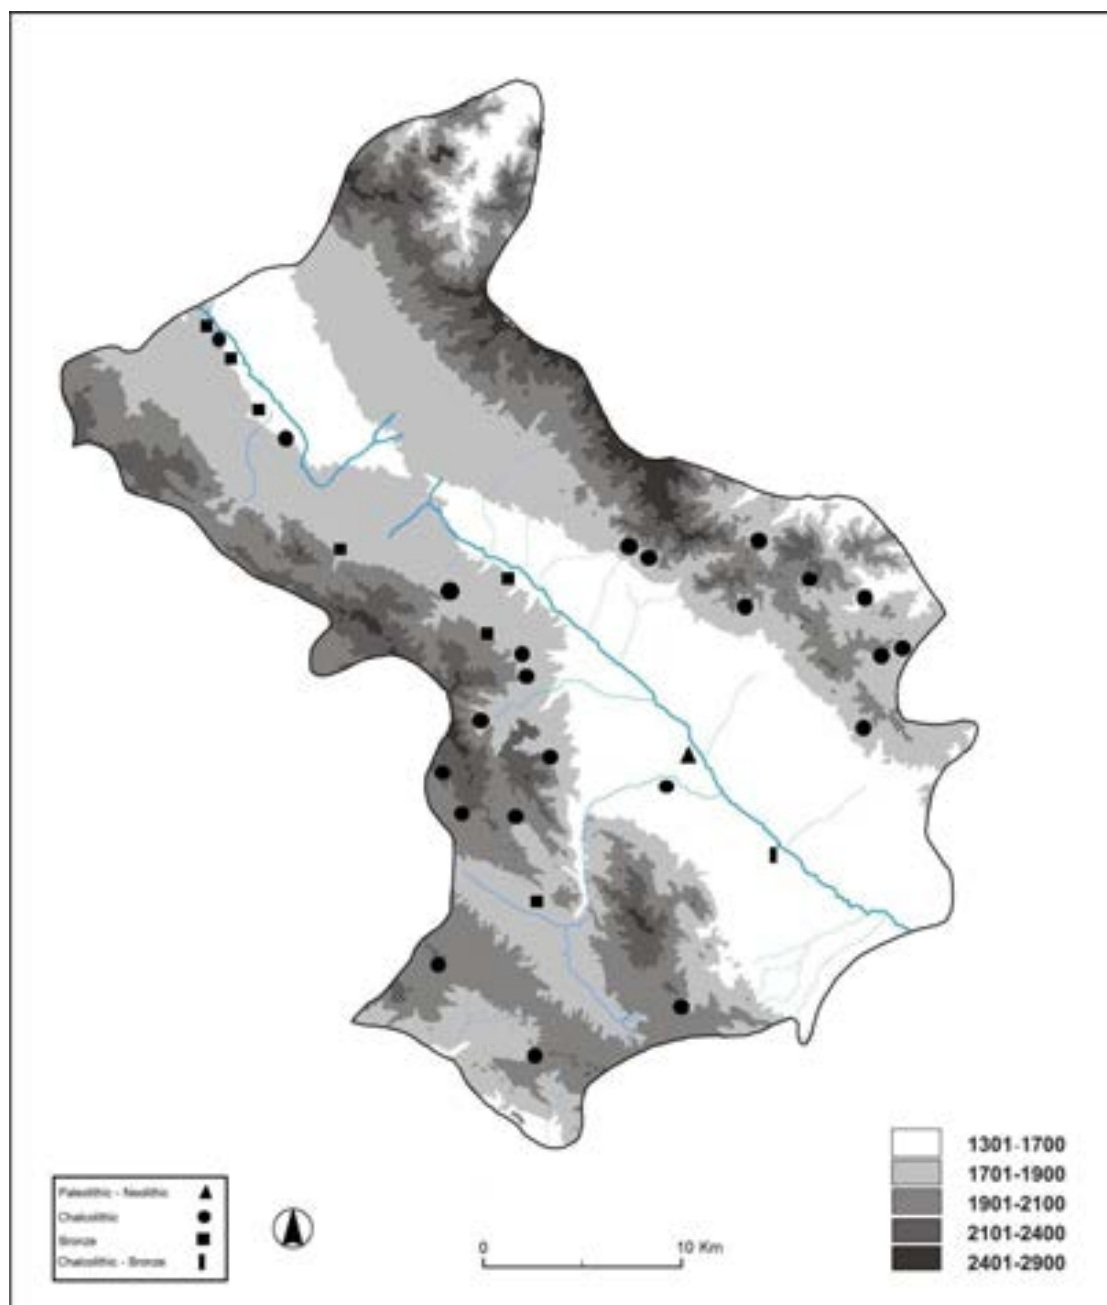 1301-1700
1701-1900
1901-2100
2101-2400
2401-2900
Paleolithic - Neolithic
Chalcolithic
Bronze
Chalcolithic - Bronze
0 10 Km